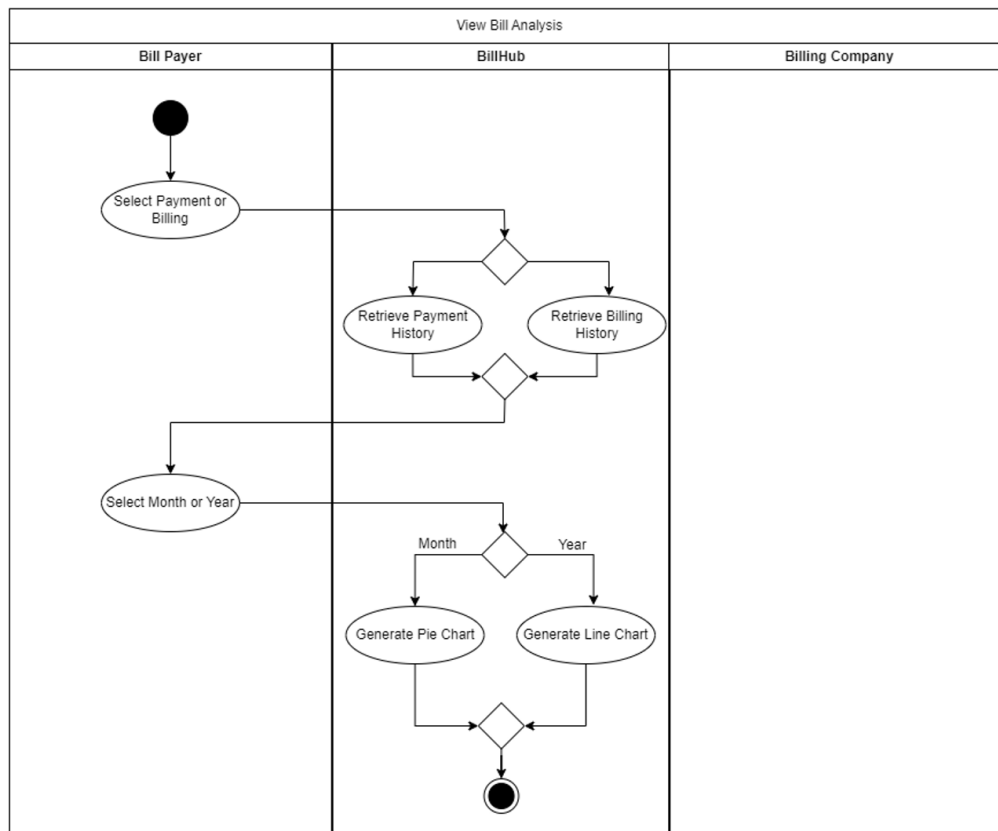 View Bill Analysis
Bill Payer
BillHub
Billing Company
Select Payment or
Billing
Retrieve Payment
History
Retrieve Billing
History
Select Month or Year
Month
Year
Generate Pie Chart
Generate Line Chart